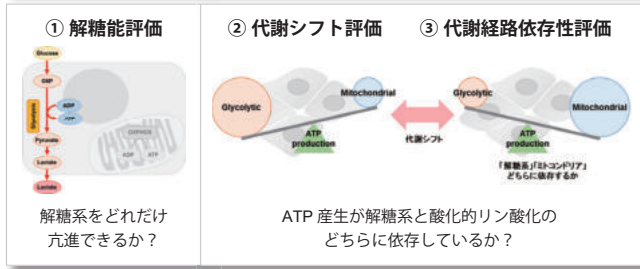 ① 解糖能評価
Glucose
G6P
Glycolysis
ADP
ATP
Pyruvate
Lactate
Lactate
OXPHOS
ADP ATP
解糖系をどれだけ
亢進できるか？
② 代謝シフト評価
Glycolytic
Mitochondrial
ATP
production
代謝シフト
③ 代謝経路依存性評価
Glycolytic
Mitochondrial
ATP
production
「解糖系」「ミトコンドリア」
どちらに依存するか
ATP 産生が解糖系と酸化的リン酸化の
どちらに依存しているか？